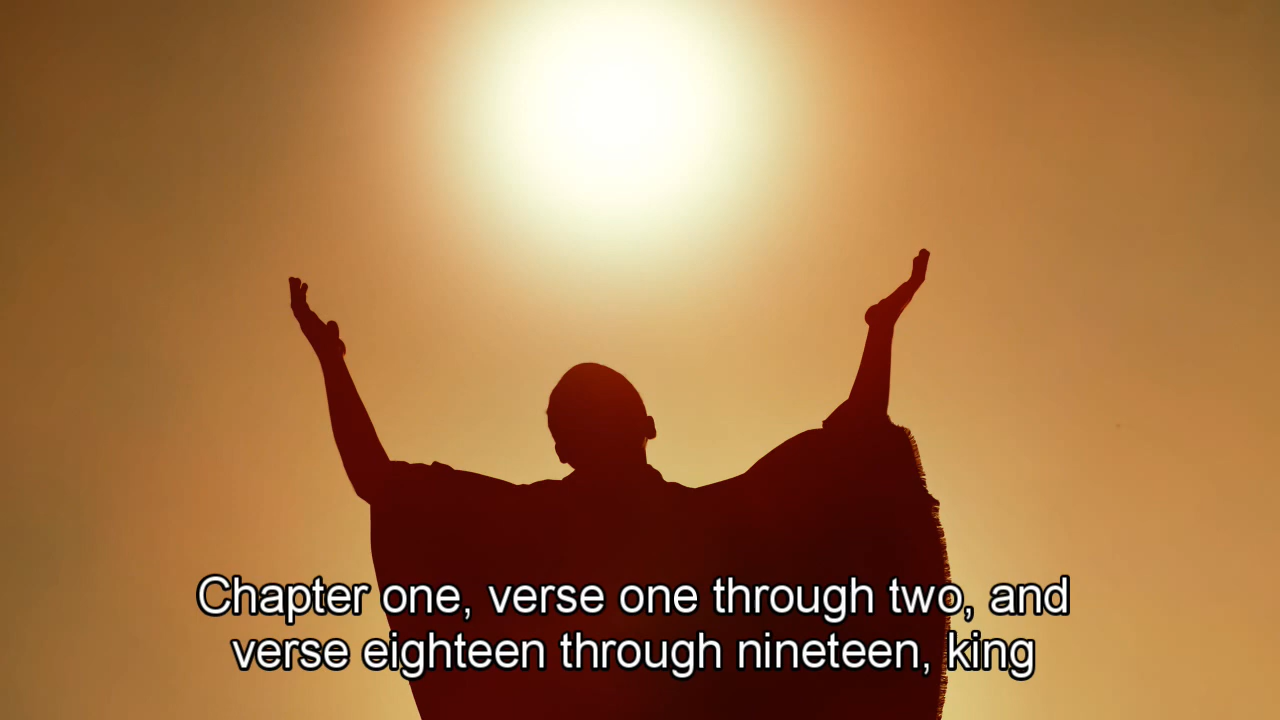 Chapter one, verse one through two, and
verse eighteen through nineteen, king